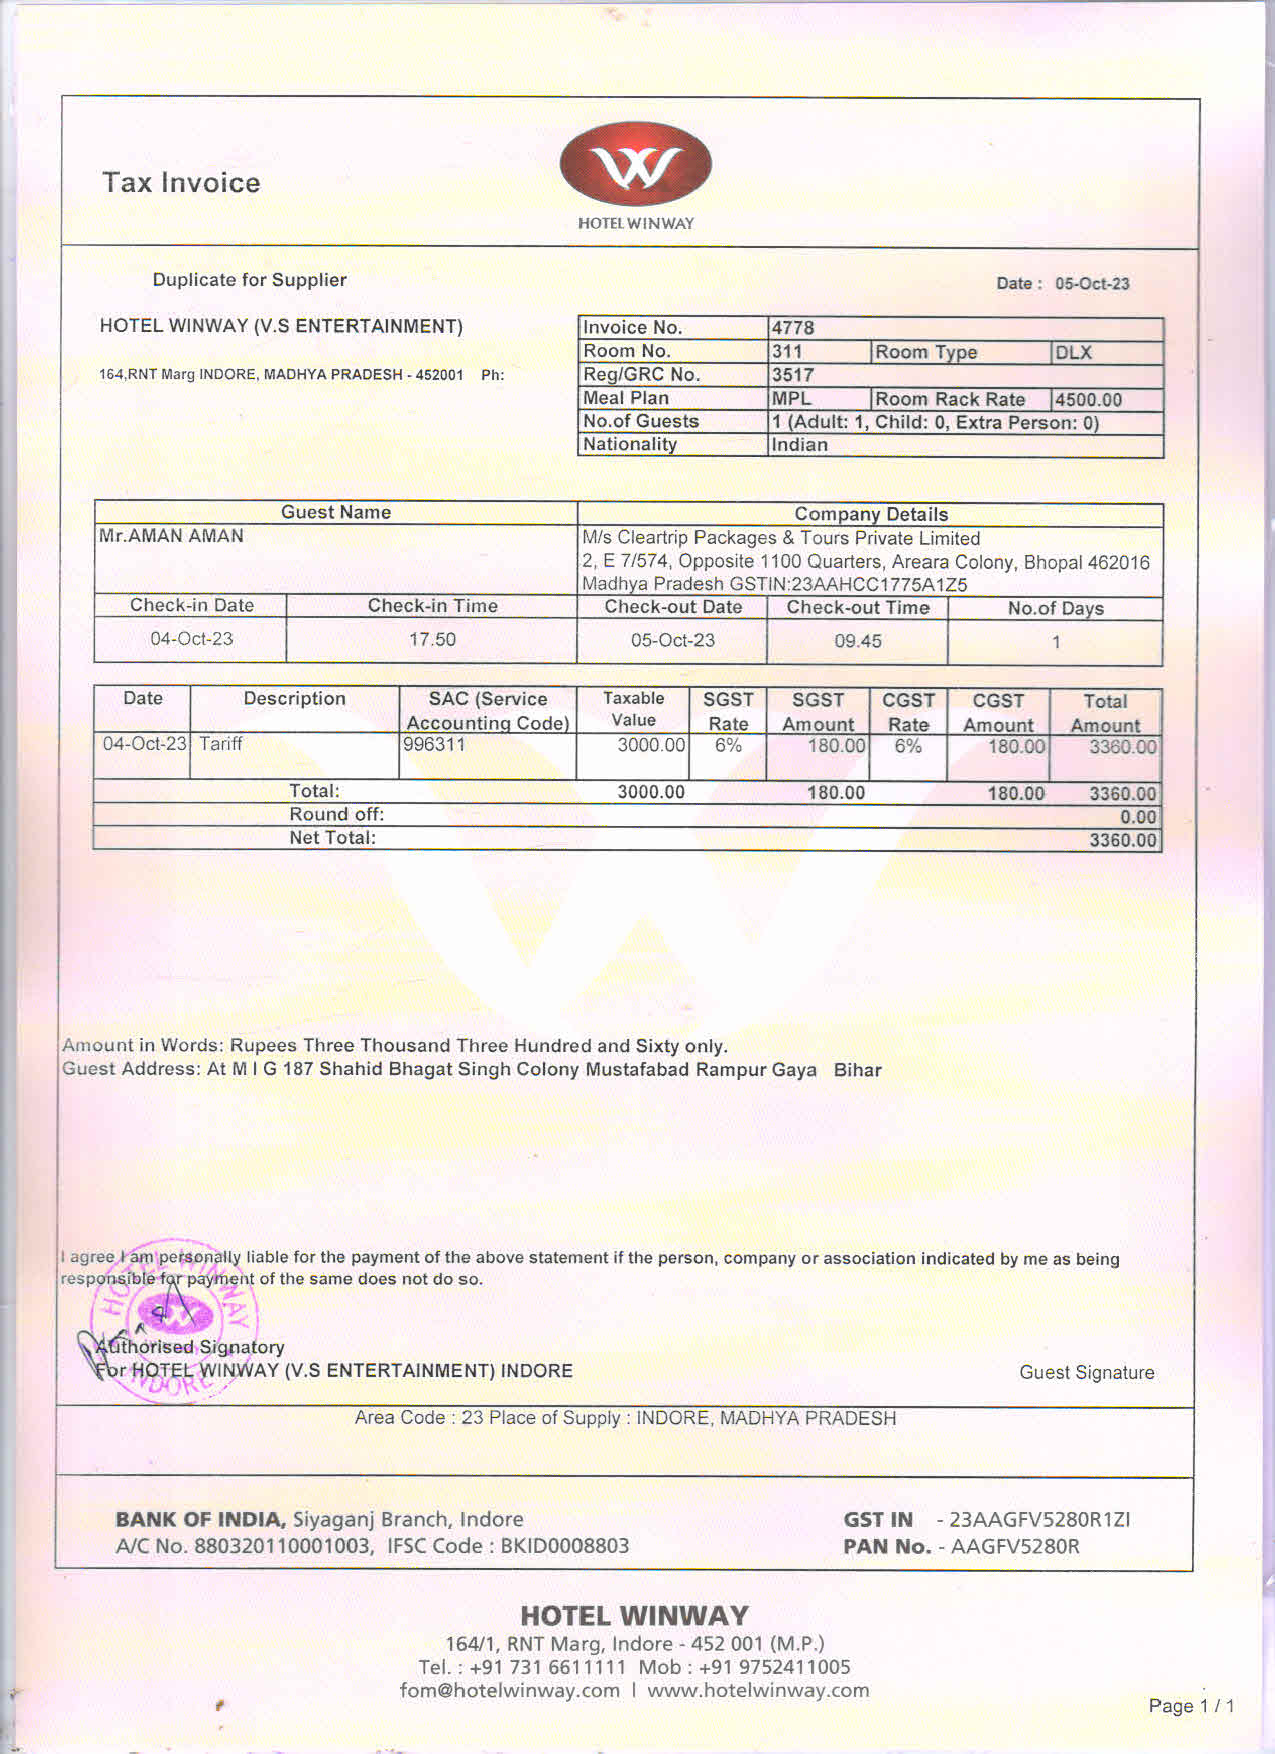 Tax Invoice
W
HOTEL WINWAY
Duplicate for Supplier
Date : 05-Oct-23
HOTEL WINWAY (V.S ENTERTAINMENT)
164,RNT Marg INDORE, MADHYA PRADESH - 452001 Ph:
Invoice No. 4778
Room No. 311 Room Type DLX
Reg/GRC No. 3517
Meal Plan MPL Room Rack Rate 4500.00
No.of Guests 1 (Adult: 1, Child: 0, Extra Person: 0)
Nationality Indian
Guest Name Company Details
Mr.AMAN AMAN M/s Cleartrip Packages & Tours Private Limited
2, E 7/574, Opposite 1100 Quarters, Areara Colony, Bhopal 462016
Madhya Pradesh GSTIN:23AAHCC1775A1Z5
Check-in Date Check-in Time Check-out Date Check-out Time No.of Days
04-Oct-23 17.50 05-Oct-23 09.45 1
Date Description SAC (Service Taxable SGST SGST CGST CGST Total
Accounting Code) Value Rate Amount Rate Amount Amount
04-Oct-23 Tariff 996311 3000.00 6% 180.00 6% 180.00 3360.00
Total: 3000.00 180.00 180.00 3360.00
Round off: 0.00
Net Total: 3360.00
Amount in Words: Rupees Three Thousand Three Hundred and Sixty only.
Guest Address: At M I G 187 Shahid Bhagat Singh Colony Mustafabad Rampur Gaya Bihar
I agree I am personally liable for the payment of the above statement if the person, company or association indicated by me as being
responsible for payment of the same does not do so.
HOTEL WINWAY
INDORE
Authorised Signatory
For HOTEL WINWAY (V.S ENTERTAINMENT) INDORE
Guest Signature
Area Code : 23 Place of Supply : INDORE, MADHYA PRADESH
BANK OF INDIA, Siyaganj Branch, Indore
A/C No. 880320110001003, IFSC Code : BKID0008803
GST IN - 23AAGFV5280R1ZI
PAN No. - AAGFV5280R
HOTEL WINWAY
164/1, RNT Marg, Indore - 452 001 (M.P.)
Tel. : +91 731 6611111 Mob : +91 9752411005
fom@hotelwinway.com | www.hotelwinway.com
Page 1 / 1